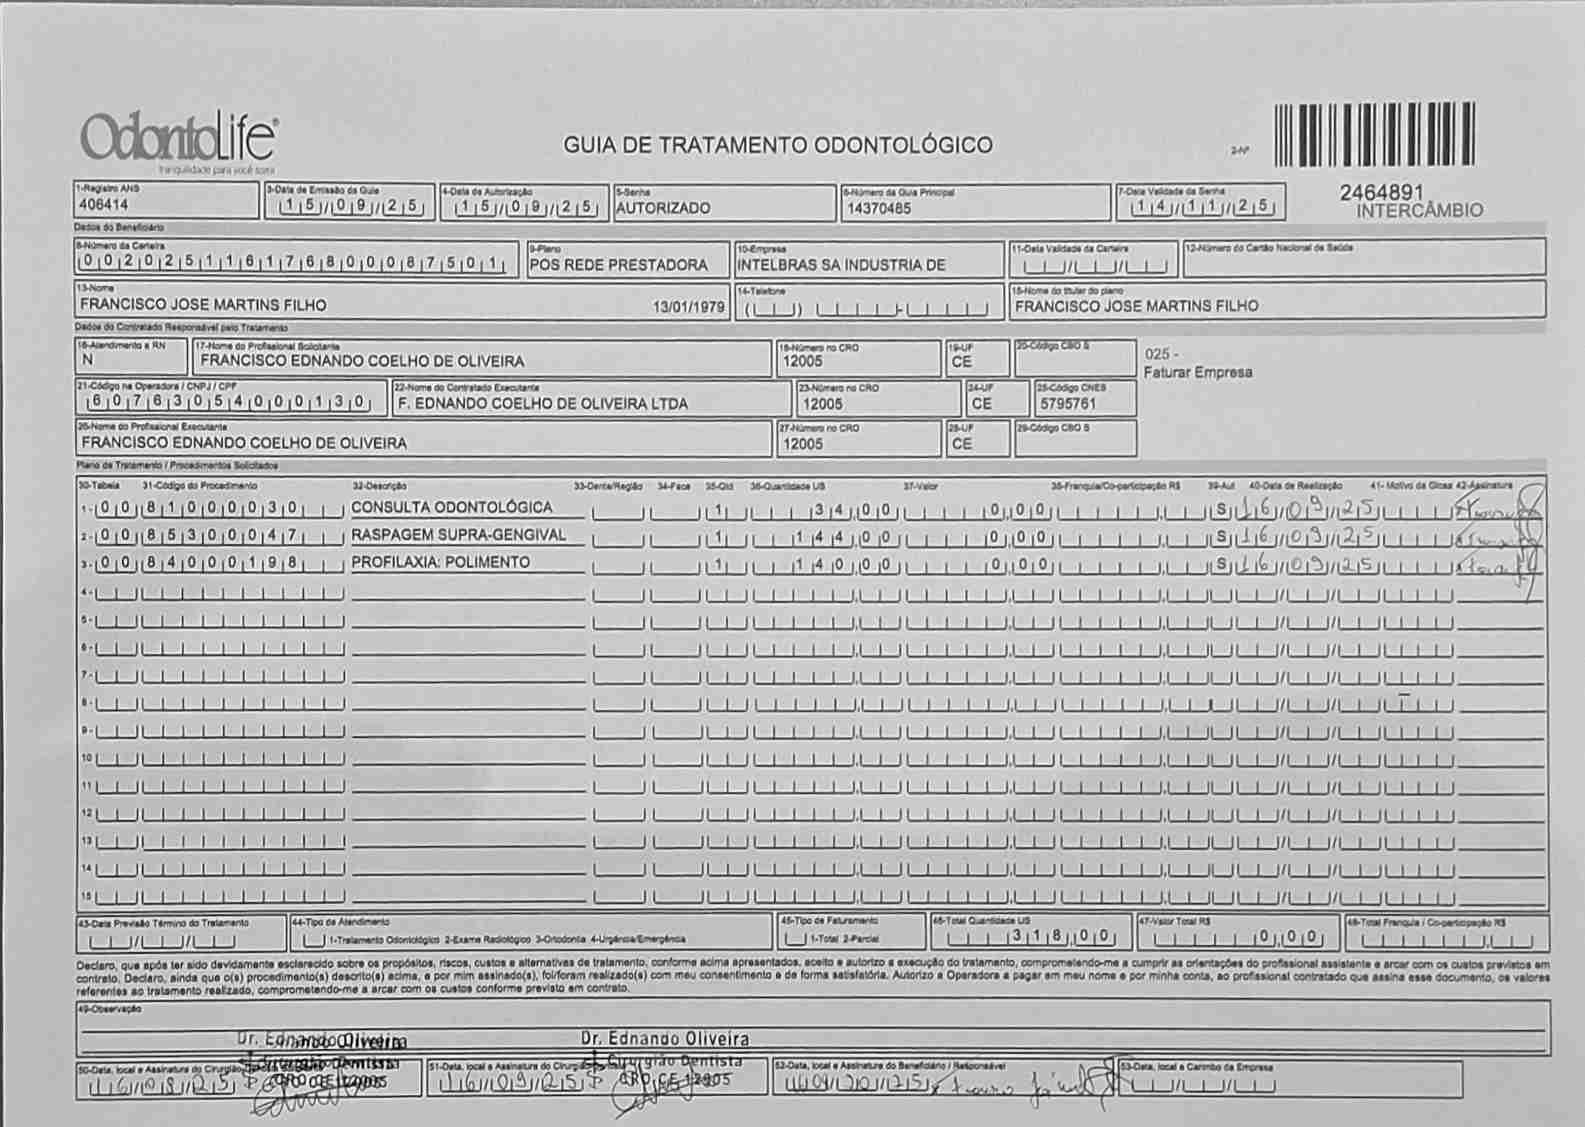 OdontoLife®
tranquilidade para você sorrir
GUIA DE TRATAMENTO ODONTOLÓGICO
2-Nº
2464891
INTERCÂMBIO
1-Registro ANS
406414
3-Data de Emissão da Guia
15/09/25
4-Data de Autorização
15/09/25
5-Senha
AUTORIZADO
6-Número da Guia Principal
14370485
7-Data Validade da Senha
14/11/25
Dados do Beneficiário
8-Número da Carteira
002025116176800087501
9-Plano
POS REDE PRESTADORA
10-Empresa
INTELBRAS SA INDUSTRIA DE
11-Data Validade da Carteira
12-Número do Cartão Nacional de Saúde
13-Nome
FRANCISCO JOSE MARTINS FILHO 13/01/1979
14-Telefone
15-Nome do titular do plano
FRANCISCO JOSE MARTINS FILHO
Dados do Contratado Responsável pelo Tratamento
16-Atendimento a RN
N
17-Nome do Profissional Solicitante
FRANCISCO EDNANDO COELHO DE OLIVEIRA
18-Número no CRO
12005
19-UF
CE
20-Código CBO S
025 -
Faturar Empresa
21-Código na Operadora / CNPJ / CPF
60763054000130
22-Nome do Contratado Executante
F. EDNANDO COELHO DE OLIVEIRA LTDA
23-Número no CRO
12005
24-UF
CE
25-Código CNES
5795761
26-Nome do Profissional Executante
FRANCISCO EDNANDO COELHO DE OLIVEIRA
27-Número no CRO
12005
28-UF
CE
29-Código CBO S
Plano de Tratamento / Procedimentos Solicitados
30-Tabela 31-Código do Procedimento 32-Descrição 33-Dente/Região 34-Face 35-Qtd 36-Quantidade US 37-Valor 38-Franquia/Co-participação R$ 39-Aut 40-Data de Realização 41- Motivo da Glosa 42-Assinatura
1- 00 81000030 CONSULTA ODONTOLÓGICA 1 34,00 0,00 S 16/09/25
2- 00 85300047 RASPAGEM SUPRA-GENGIVAL 1 144,00 0,00 S 16/09/25
3- 00 84000198 PROFILAXIA: POLIMENTO 1 140,00 0,00 S 16/09/25
4-
5-
6-
7-
8-
9-
10
11
12
13
14
15
43-Data Previsão Término do Tratamento
44-Tipo de Atendimento
1-Tratamento Odontológico 2-Exame Radiológico 3-Ortodontia 4-Urgência/Emergência
45-Tipo de Faturamento
1-Total 2-Parcial
46-Total Quantidade US
318,00
47-Valor Total R$
0,00
48-Total Franquia / Co-participação R$
Declaro, que após ter sido devidamente esclarecido sobre os propósitos, riscos, custos e alternativas de tratamento, conforme acima apresentados, aceito e autorizo a execução do tratamento, comprometendo-me a cumprir as orientações do profissional assistente e arcar com os custos previstos em
contrato. Declaro, ainda que o(s) procedimento(s) descrito(s) acima, e por mim assinado(s), foi/foram realizado(s) com meu consentimento e de forma satisfatória. Autorizo a Operadora a pagar em meu nome e por minha conta, ao profissional contratado que assina esse documento, os valores
referentes ao tratamento realizado, comprometendo-me a arcar com os custos conforme previsto em contrato.
49-Observação
Dr. Ednando Oliveira
Cirurgião Dentista
CRO CE 12005
Dr. Ednando Oliveira
Cirurgião Dentista
CRO CE 12005
50-Data, local e Assinatura do Cirurgião
16/08/25
51-Data, local e Assinatura do Cirurgião
16/09/25
52-Data, local e Assinatura do Beneficiário / Responsável
53-Data, local e Carimbo da Empresa